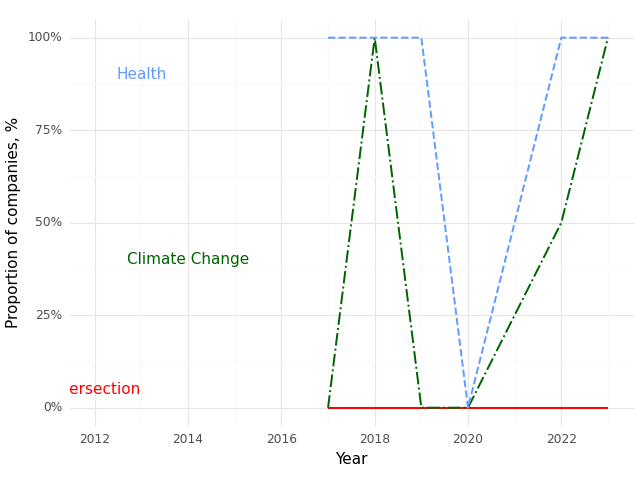 100%
Health
75%
50%
Climate Change
25%
ersection
0%
2012 2014 2016 2018 2020 2022
Year
Proportion of companies, %